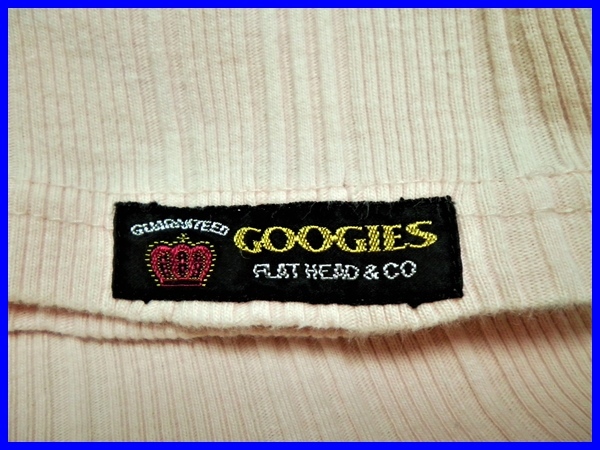 GUARANTEED
GOOGIES
FLAT HEAD & CO